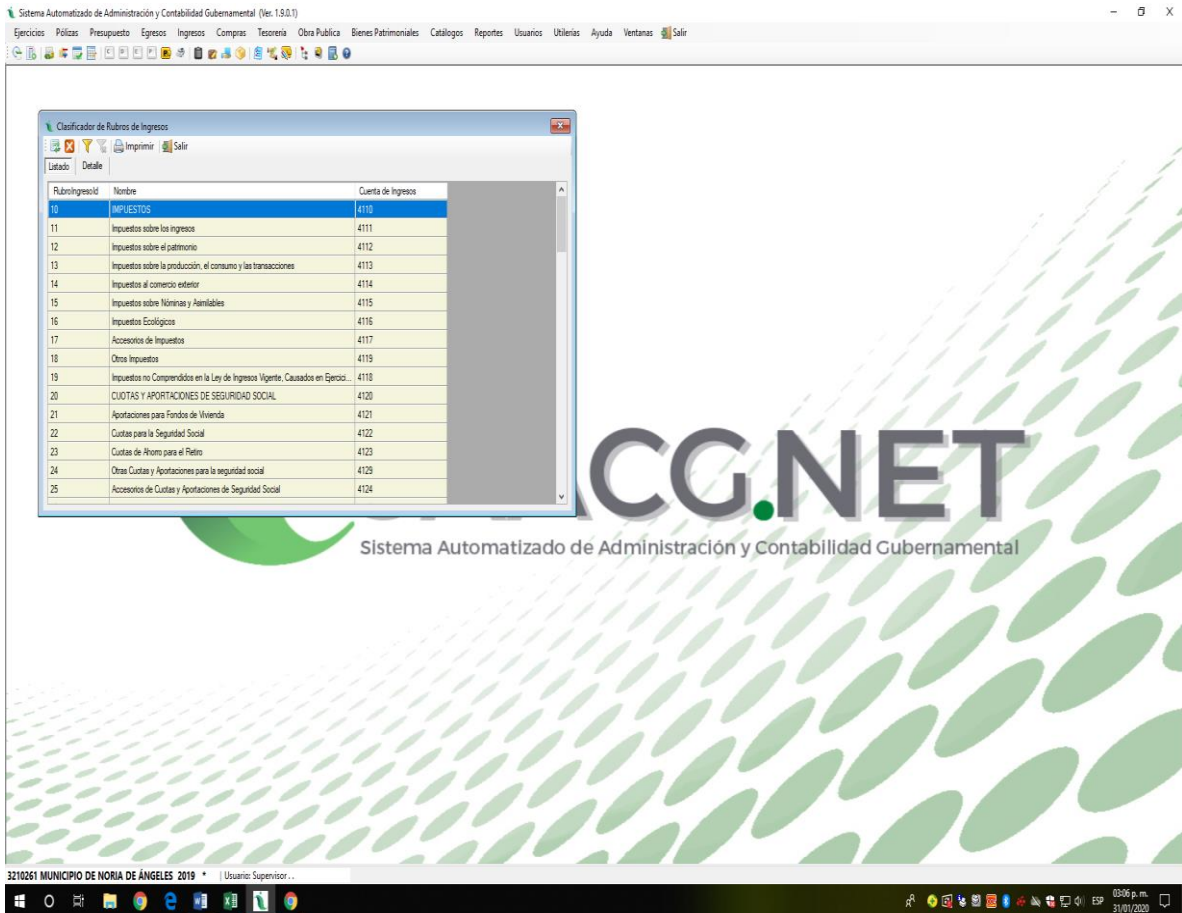 Sistema Automatizado de Administración y Contabilidad Gubernamental (Ver. 1.9.0.1)
Ejercicios Pólizas Presupuesto Egresos Ingresos Compras Tesorería Obra Publica Bienes Patrimoniales Catálogos Reportes Usuarios Utilerias Ayuda Ventanas Salir
Clasificador de Rubros de Ingresos
Imprimir Salir
Listado Detalle
RubroIngresoId Nombre Cuenta de Ingresos
10 IMPUESTOS 4110
11 Impuestos sobre los ingresos 4111
12 Impuestos sobre el patrimonio 4112
13 Impuestos sobre la producción, el consumo y las transacciones 4113
14 Impuestos al comercio exterior 4114
15 Impuestos sobre Nóminas y Asimilables 4115
16 Impuestos Ecológicos 4116
17 Accesorios de Impuestos 4117
18 Otros Impuestos 4119
19 Impuestos no Comprendidos en la Ley de Ingresos Vigente, Causados en Ejercici... 4118
20 CUOTAS Y APORTACIONES DE SEGURIDAD SOCIAL 4120
21 Aportaciones para Fondos de Vivienda 4121
22 Cuotas para la Seguridad Social 4122
23 Cuotas de Ahorro para el Retiro 4123
24 Otras Cuotas y Aportaciones para la seguridad social 4129
25 Accesorios de Cuotas y Aportaciones de Seguridad Social 4124
CG.NET
Sistema Automatizado de Administración y Contabilidad Gubernamental
3210261 MUNICIPIO DE NORIA DE ÁNGELES 2019 * | Usuario: Supervisor . .
ESP 03:06 p. m.
31/01/2020